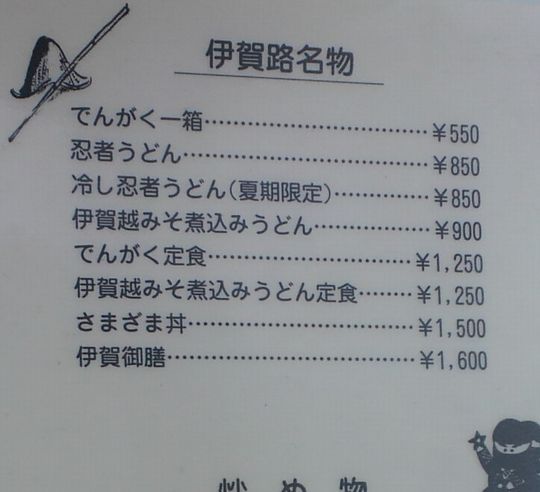 伊賀路名物
でんがく一箱……………………………¥550
忍者うどん………………………………¥850
冷し忍者うどん(夏期限定)……………¥850
伊賀越みそ煮込みうどん………………¥900
でんがく定食…………………………¥1,250
伊賀越みそ煮込みうどん定食………¥1,250
さまざま丼……………………………¥1,500
伊賀御膳………………………………¥1,600
炒め物